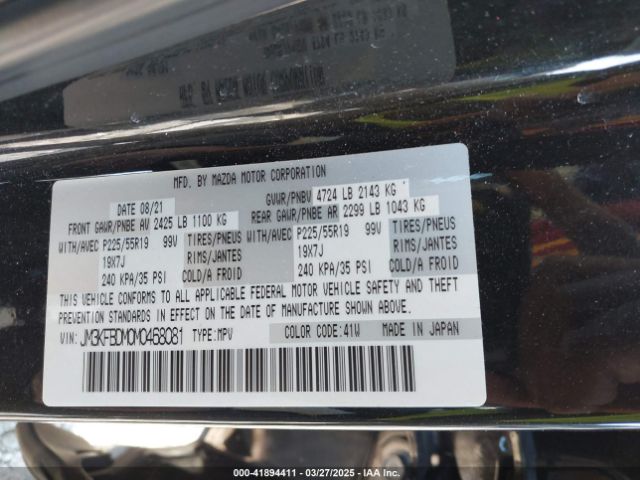 MFD. BY MAZDA MOTOR CORPORATION
DATE 08/21 GVWR/PNBV 4724 LB 2143 KG
FRONT GAWR/PNBE AV 2425 LB 1100 KG REAR GAWR/PNBE AR 2299 LB 1043 KG
WITH/AVEC P225/55R19 99V TIRES/PNEUS WITH/AVEC P225/55R19 99V TIRES/PNEUS
19X7J RIMS/JANTES 19X7J RIMS/JANTES
240 KPA/35 PSI COLD/A FROID 240 KPA/35 PSI COLD/A FROID
THIS VEHICLE CONFORMS TO ALL APPLICABLE FEDERAL MOTOR VEHICLE SAFETY AND THEFT
PREVENTION STANDARDS IN EFFECT ON THE DATE OF MANUFACTURE SHOWN ABOVE.
VIN: JM3KFBDM0M0468081 TYPE: MPV COLOR CODE: 41W MADE IN JAPAN
000-41894411 | 03/27/2025 | IAA Inc.